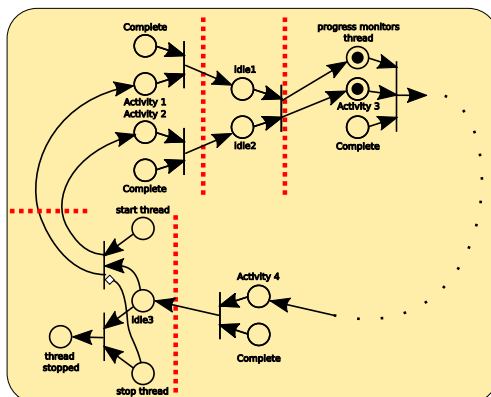 Complete
progress monitors
thread
idle1
Activity 1
Activity 2
Activity 3
idle2
Complete
Complete
start thread
Activity 4
idle3
thread
stopped
Complete
stop thread